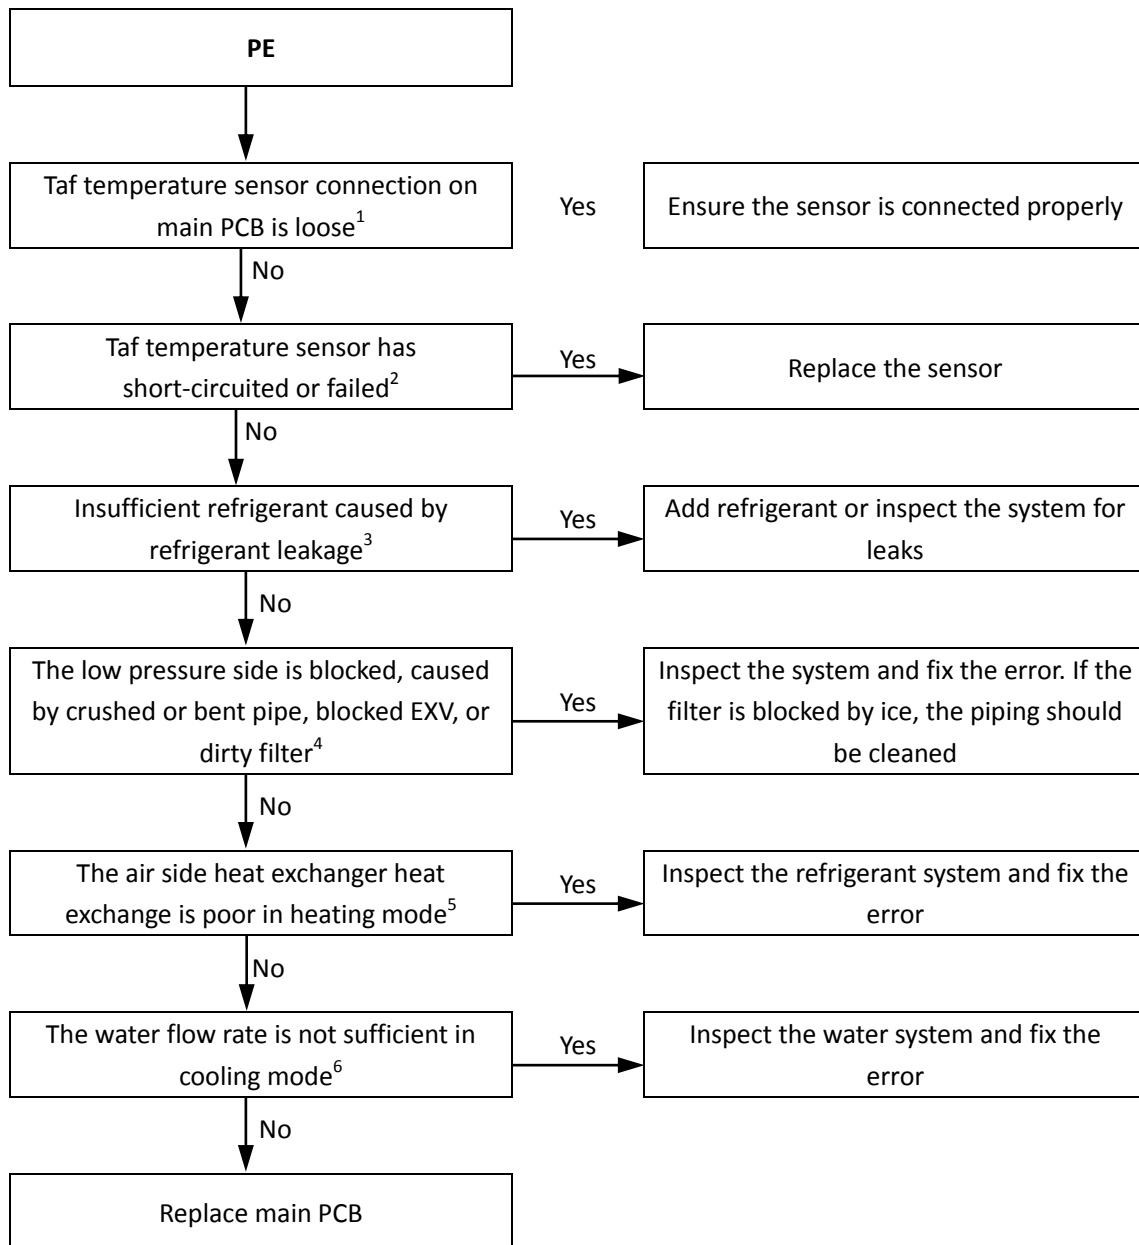 PE
Taf temperature sensor connection on
main PCB is loose1
Yes
Ensure the sensor is connected properly
No
Taf temperature sensor has
short-circuited or failed2
Yes
Replace the sensor
No
Insufficient refrigerant caused by
refrigerant leakage3
Yes
Add refrigerant or inspect the system for
leaks
No
The low pressure side is blocked, caused
by crushed or bent pipe, blocked EXV, or
dirty filter4
Yes
Inspect the system and fix the error. If the
filter is blocked by ice, the piping should
be cleaned
No
The air side heat exchanger heat
exchange is poor in heating mode5
Yes
Inspect the refrigerant system and fix the
error
No
The water flow rate is not sufficient in
cooling mode6
Yes
Inspect the water system and fix the
error
No
Replace main PCB